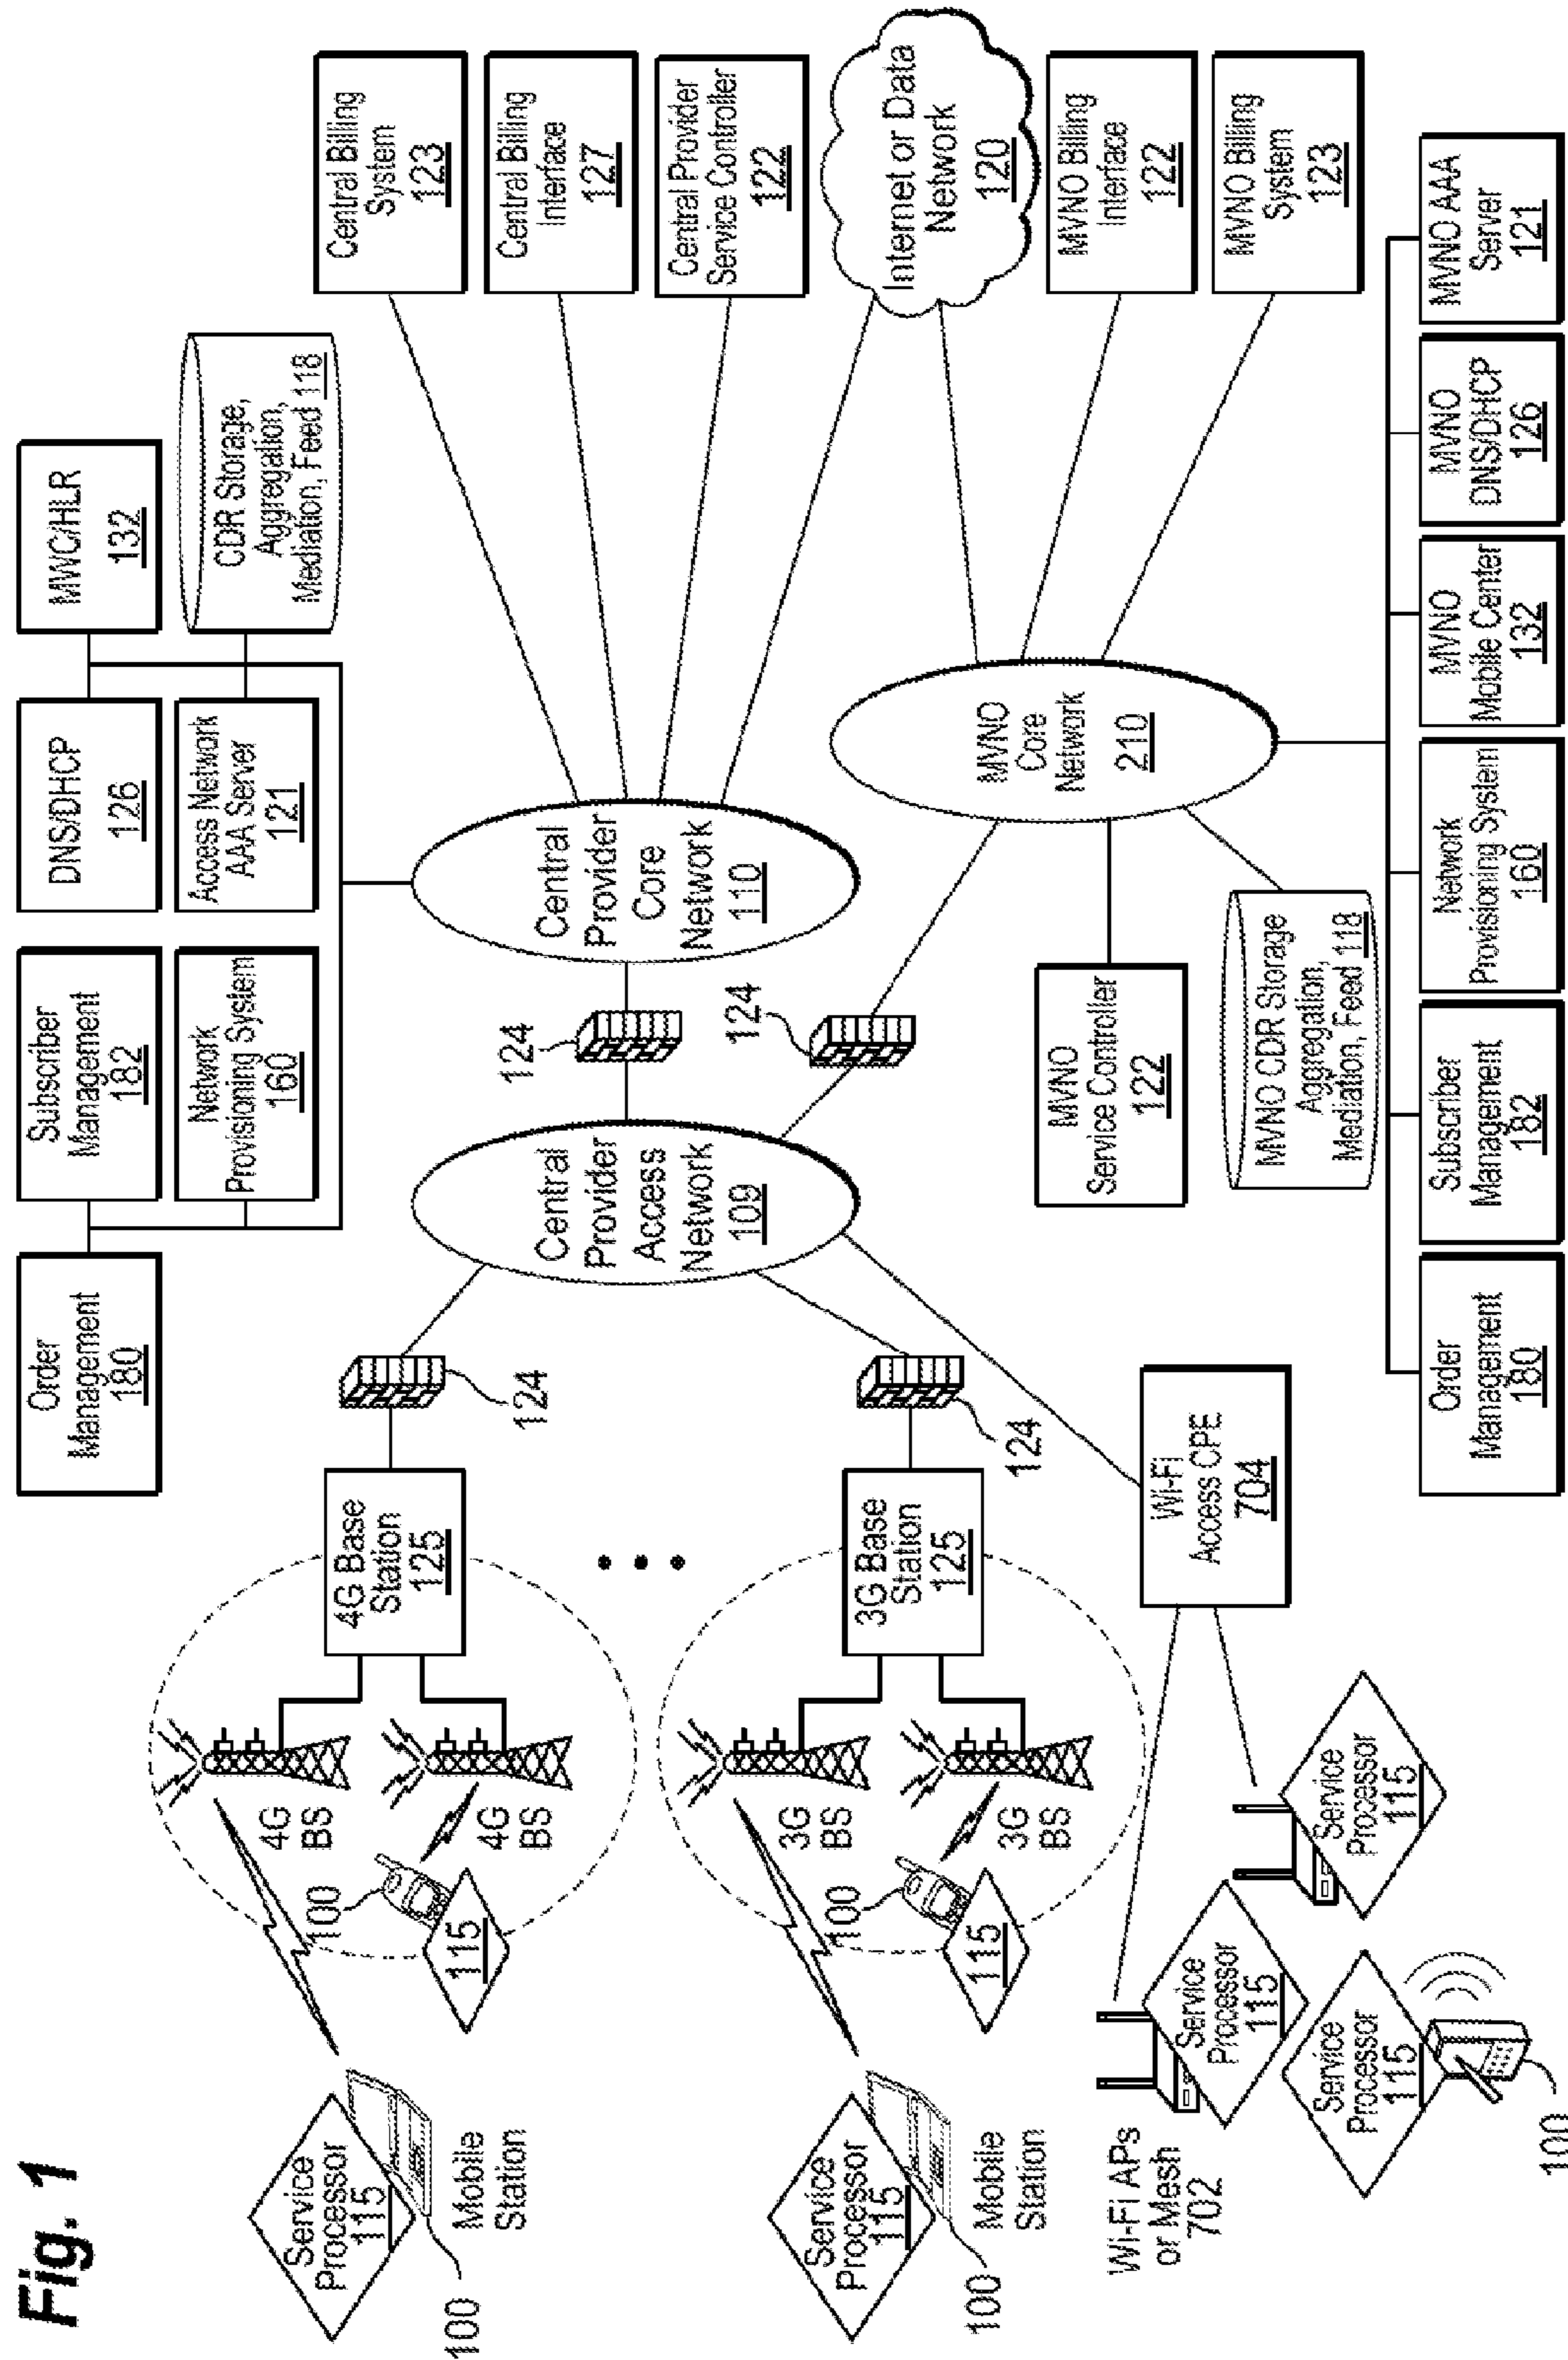 Fig. 1
Order
Management
180
Subscriber
Management
182
DNS/DHCP
126
MWC/HLR
132
Network
Provisioning System
160
Access Network
AAA Server
121
CDR Storage,
Aggregation,
Mediation, Feed 118
Service
Processor
115
100
Mobile
Station
4G
BS
100
115
4G
BS
4G Base
Station
125
124
Central
Provider
Access
Network
109
124
Central
Provider
Core
Network
110
Central Billing
System
123
Central Billing
Interface
127
Central Provider
Service Controller
122
Internet or Data
Network
120
MVNO Billing
Interface
122
MVNO Billing
System
123
Service
Processor
115
100
Mobile
Station
3G
BS
100
115
3G
BS
3G Base
Station
125
124
124
MVNO
Core
Network
210
MVNO
Service Controller
122
MVNO CDR Storage
Aggregation,
Mediation, Feed 118
Wi-Fi APs
or Mesh
702
Service
Processor
115
Service
Processor
115
Service
Processor
115
100
Wi-Fi
Access CPE
704
Order
Management
180
Subscriber
Management
182
Network
Provisioning System
160
MVNO
Mobile Center
132
MVNO
DNS/DHCP
126
MVNO AAA
Server
121